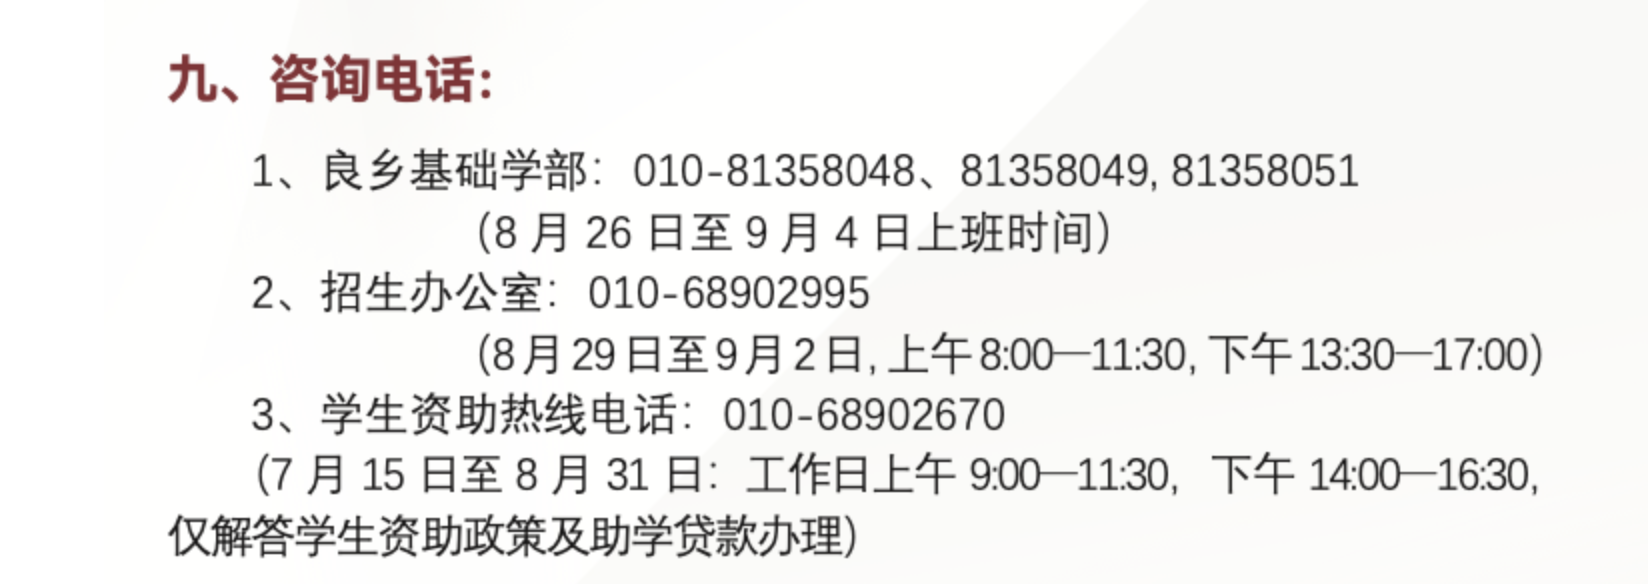 九、咨询电话:
1、良乡基础学部：010-81358048、81358049, 81358051
(8 月 26 日至 9 月 4 日上班时间)
2、招生办公室：010-68902995
(8月29日至9月2日, 上午8:00—11:30, 下午13:30—17:00)
3、学生资助热线电话：010-68902670
(7 月 15 日至 8 月 31 日：工作日上午 9:00—11:30, 下午 14:00—16:30,
仅解答学生资助政策及助学贷款办理)